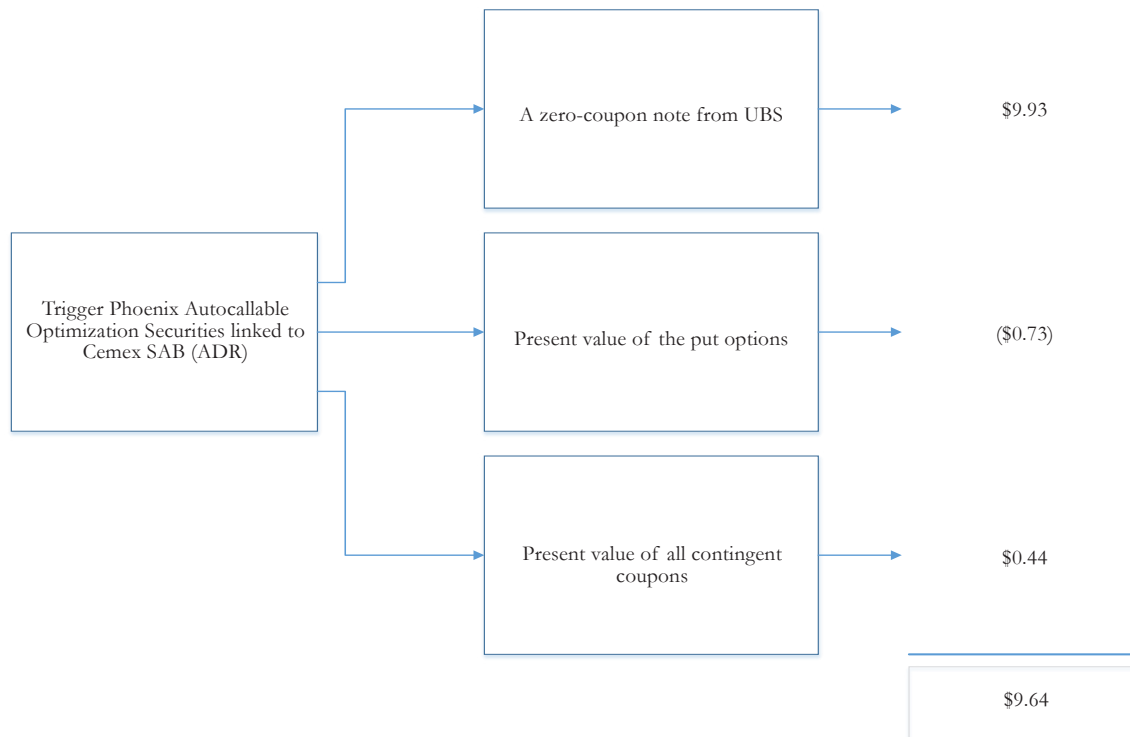 A zero-coupon note from UBS
$9.93
Trigger Phoenix Autocallable
Optimization Securities linked to
Cemex SAB (ADR)
Present value of the put options
($0.73)
Present value of all contingent
coupons
$0.44
$9.64